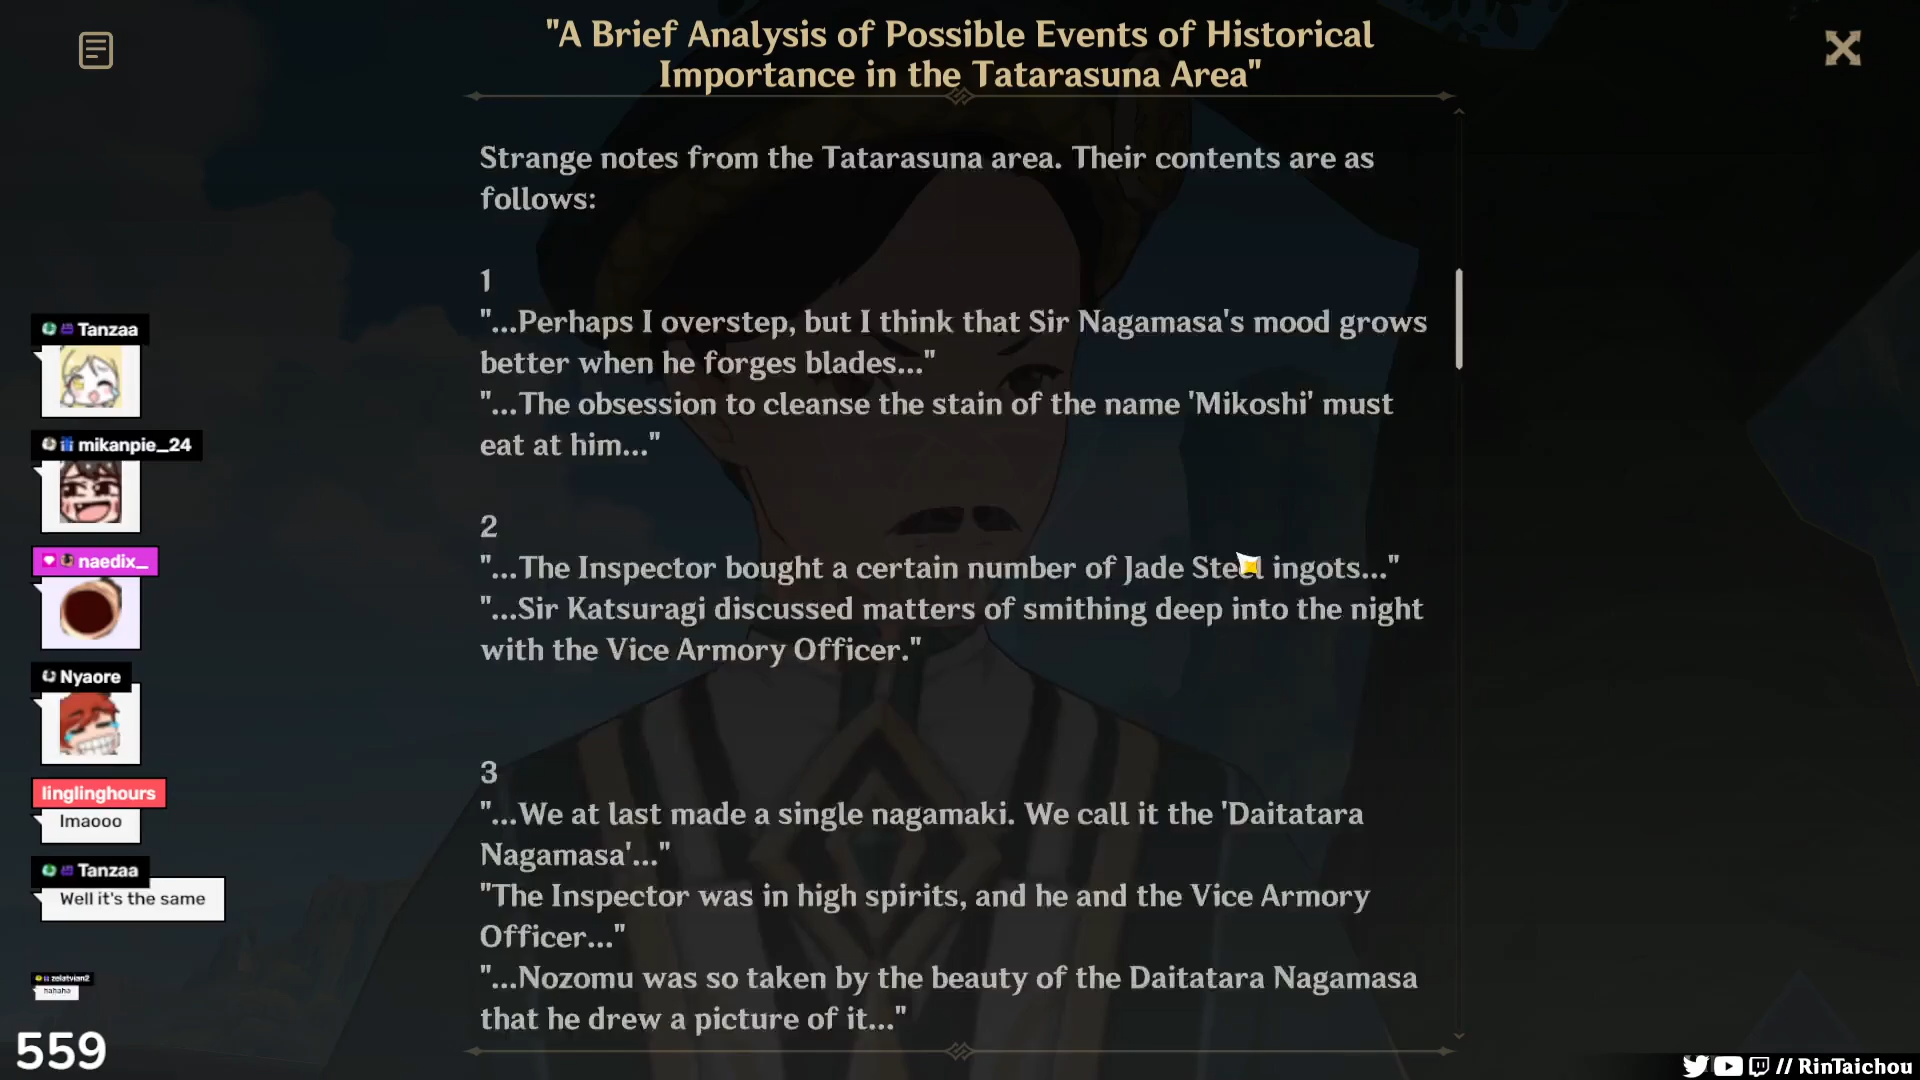 "A Brief Analysis of Possible Events of Historical
Importance in the Tatarasuna Area"
Strange notes from the Tatarasuna area. Their contents are as
follows:
1
"...Perhaps I overstep, but I think that Sir Nagamasa's mood grows
better when he forges blades..."
"...The obsession to cleanse the stain of the name 'Mikoshi' must
eat at him..."
2
"...The Inspector bought a certain number of Jade Steel ingots..."
"...Sir Katsuragi discussed matters of smithing deep into the night
with the Vice Armory Officer."
3
"...We at last made a single nagamaki. We call it the 'Daitatara
Nagamasa'..."
"The Inspector was in high spirits, and he and the Vice Armory
Officer..."
"...Nozomu was so taken by the beauty of the Daitatara Nagamasa
that he drew a picture of it..."
Tanzaa
mikanpie_24
naedix_
Nyaore
linglinghours
lmaooo
Tanzaa
Well it's the same
zelatvian2
hahaha
559
// RinTaichou